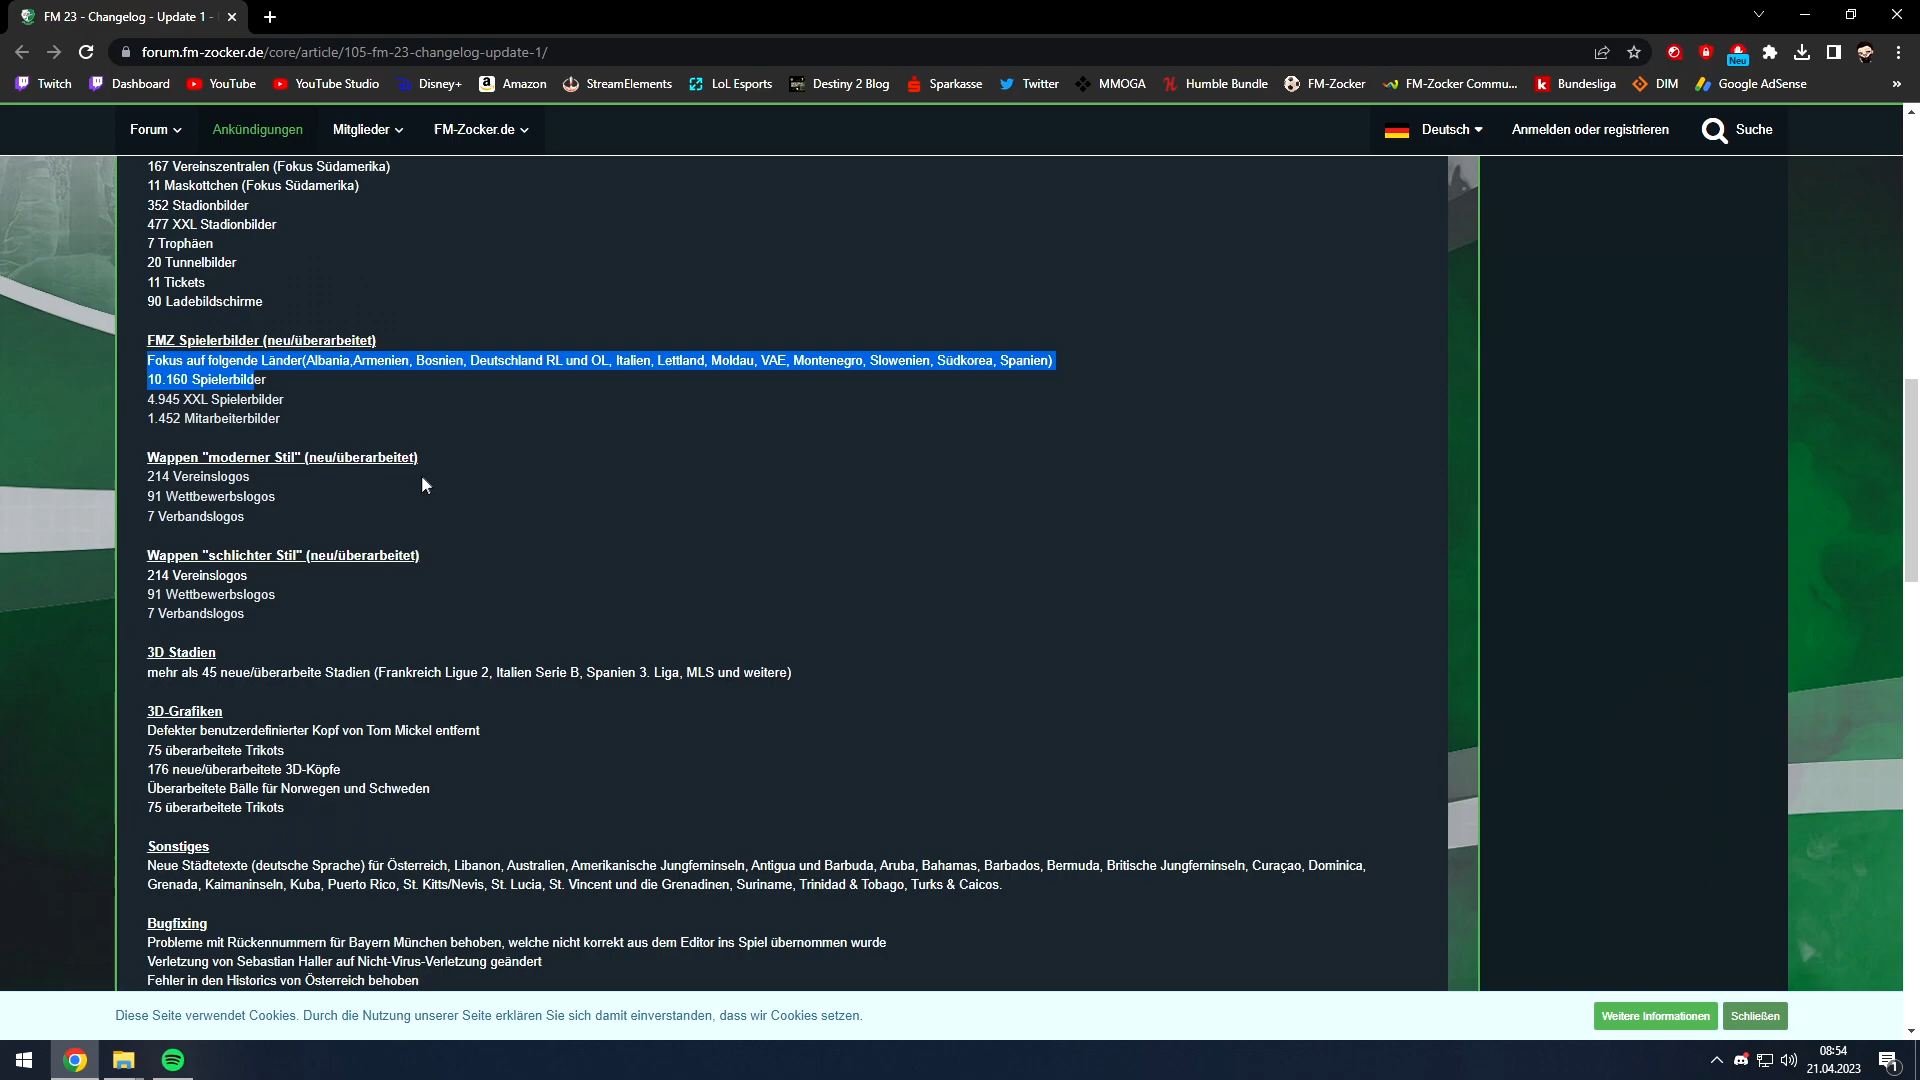 FM 23 - Changelog - Update 1 -
forum.fm-zocker.de/core/article/105-fm-23-changelog-update-1/
Neu
Twitch Dashboard YouTube YouTube Studio Disney+ Amazon StreamElements LoL Esports Destiny 2 Blog Sparkasse Twitter MMOGA Humble Bundle FM-Zocker FM-Zocker Commu... Bundesliga DIM Google AdSense »
Forum Ankündigungen Mitglieder FM-Zocker.de Deutsch Anmelden oder registrieren Suche
167 Vereinszentralen (Fokus Südamerika)
11 Maskottchen (Fokus Südamerika)
352 Stadionbilder
477 XXL Stadionbilder
7 Trophäen
20 Tunnelbilder
11 Tickets
90 Ladebildschirme
FMZ Spielerbilder (neu/überarbeitet)
Fokus auf folgende Länder(Albania,Armenien, Bosnien, Deutschland RL und OL, Italien, Lettland, Moldau, VAE, Montenegro, Slowenien, Südkorea, Spanien)
10.160 Spielerbilder
4.945 XXL Spielerbilder
1.452 Mitarbeiterbilder
Wappen "moderner Stil" (neu/überarbeitet)
214 Vereinslogos
91 Wettbewerbslogos
7 Verbandslogos
Wappen "schlichter Stil" (neu/überarbeitet)
214 Vereinslogos
91 Wettbewerbslogos
7 Verbandslogos
3D Stadien
mehr als 45 neue/überarbeite Stadien (Frankreich Ligue 2, Italien Serie B, Spanien 3. Liga, MLS und weitere)
3D-Grafiken
Defekter benutzerdefinierter Kopf von Tom Mickel entfernt
75 überarbeitete Trikots
176 neue/überarbeitete 3D-Köpfe
Überarbeitete Bälle für Norwegen und Schweden
75 überarbeitete Trikots
Sonstiges
Neue Städtetexte (deutsche Sprache) für Österreich, Libanon, Australien, Amerikanische Jungferninseln, Antigua und Barbuda, Aruba, Bahamas, Barbados, Bermuda, Britische Jungferninseln, Curaçao, Dominica,
Grenada, Kaimaninseln, Kuba, Puerto Rico, St. Kitts/Nevis, St. Lucia, St. Vincent und die Grenadinen, Suriname, Trinidad & Tobago, Turks & Caicos.
Bugfixing
Probleme mit Rückennummern für Bayern München behoben, welche nicht korrekt aus dem Editor ins Spiel übernommen wurde
Verletzung von Sebastian Haller auf Nicht-Virus-Verletzung geändert
Fehler in den Historics von Österreich behoben
Diese Seite verwendet Cookies. Durch die Nutzung unserer Seite erklären Sie sich damit einverstanden, dass wir Cookies setzen.
Weitere Informationen Schließen
08:54
21.04.2023
1